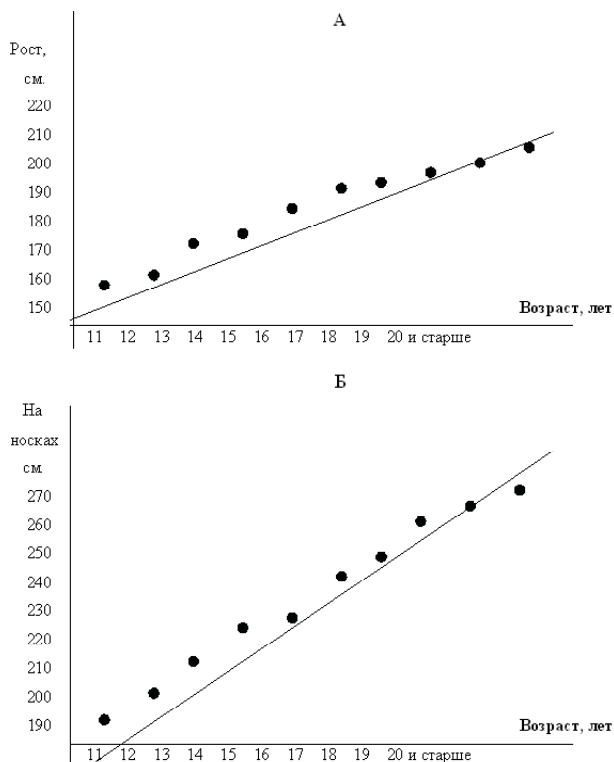 А
Рост,
см.
220
210
200
190
180
170
160
150
Возраст, лет
11 12 13 14 15 16 17 18 19 20 и старше
Б
На
носках
см.
270
260
250
240
230
220
210
200
190
Возраст, лет
11 12 13 14 15 16 17 18 19 20 и старше